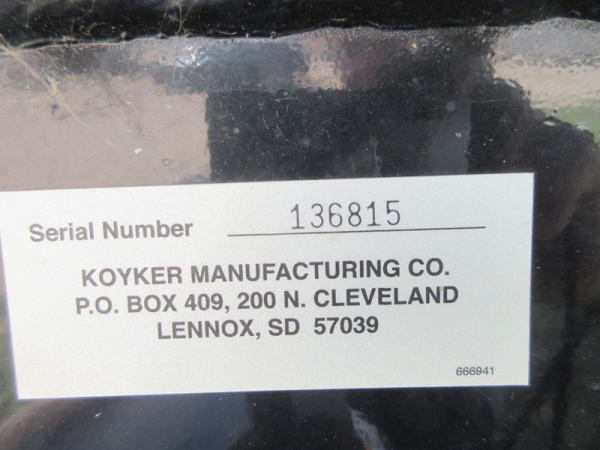 Serial Number 136815
KOYKER MANUFACTURING CO.
P.O. BOX 409, 200 N. CLEVELAND
LENNOX, SD 57039
666941